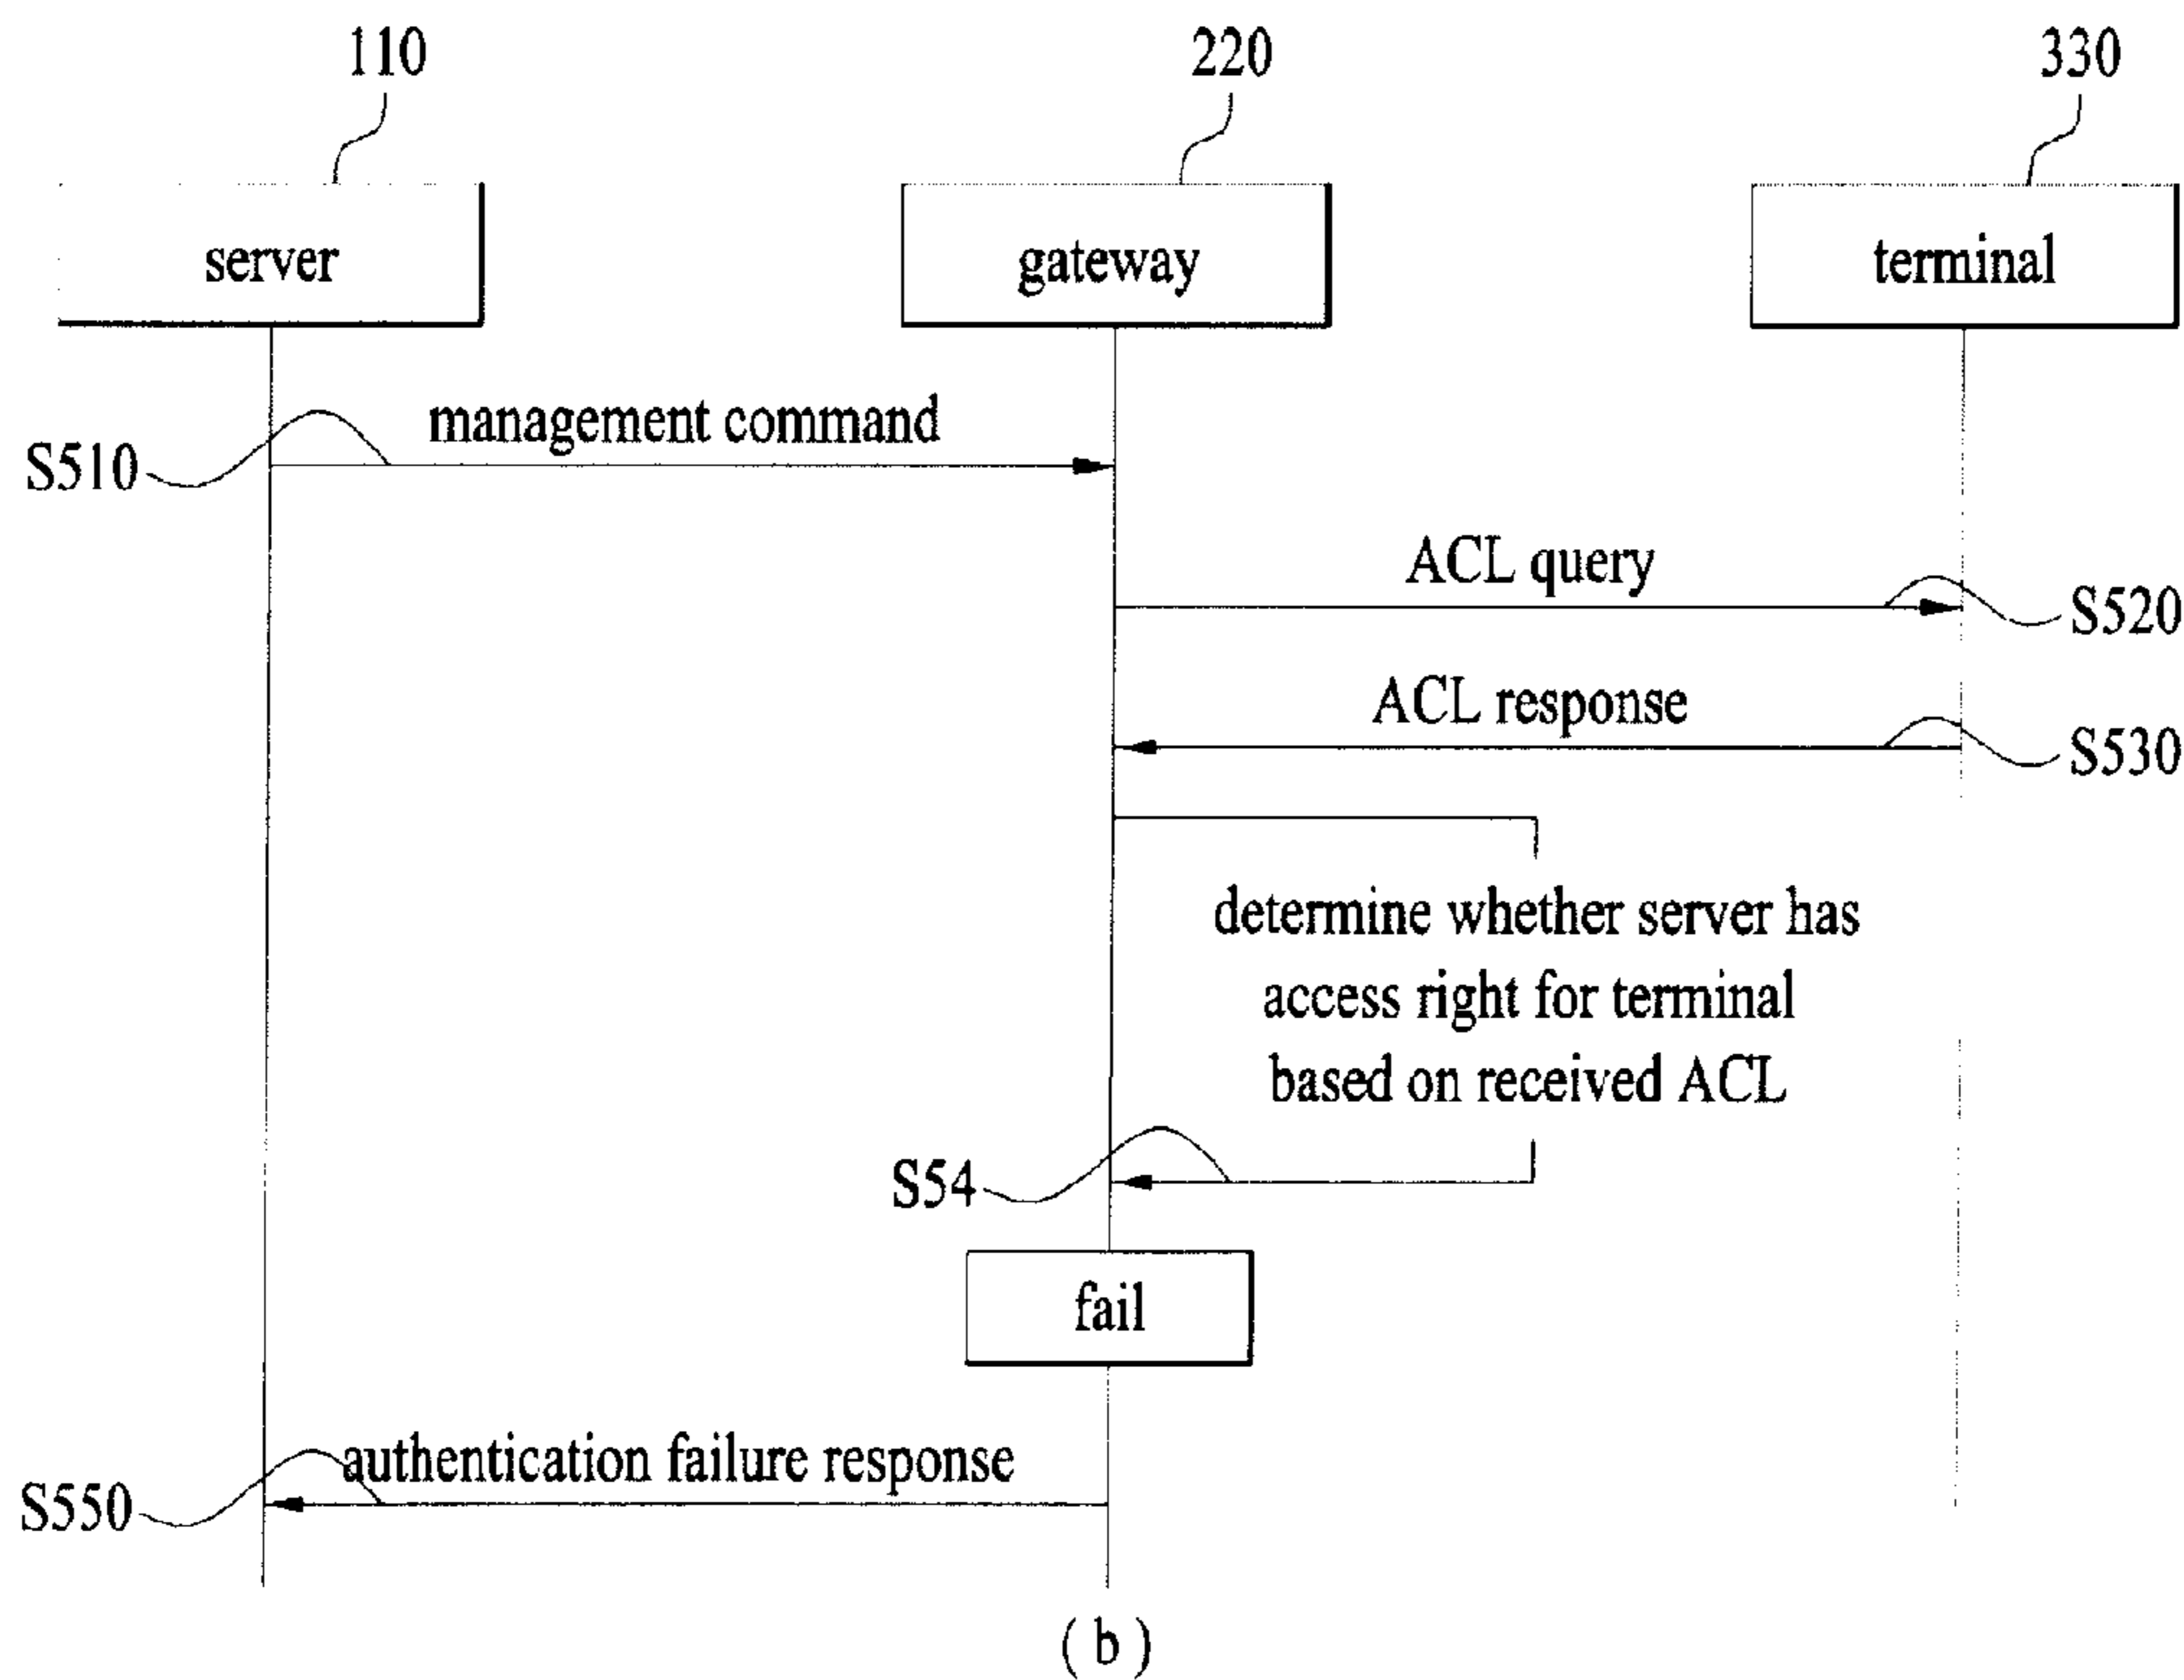 110
220
330
server
gateway
terminal
management command
S510
ACL query
S520
ACL response
S530
determine whether server has
access right for terminal
based on received ACL
S54
fail
authentication failure response
S550
( b )